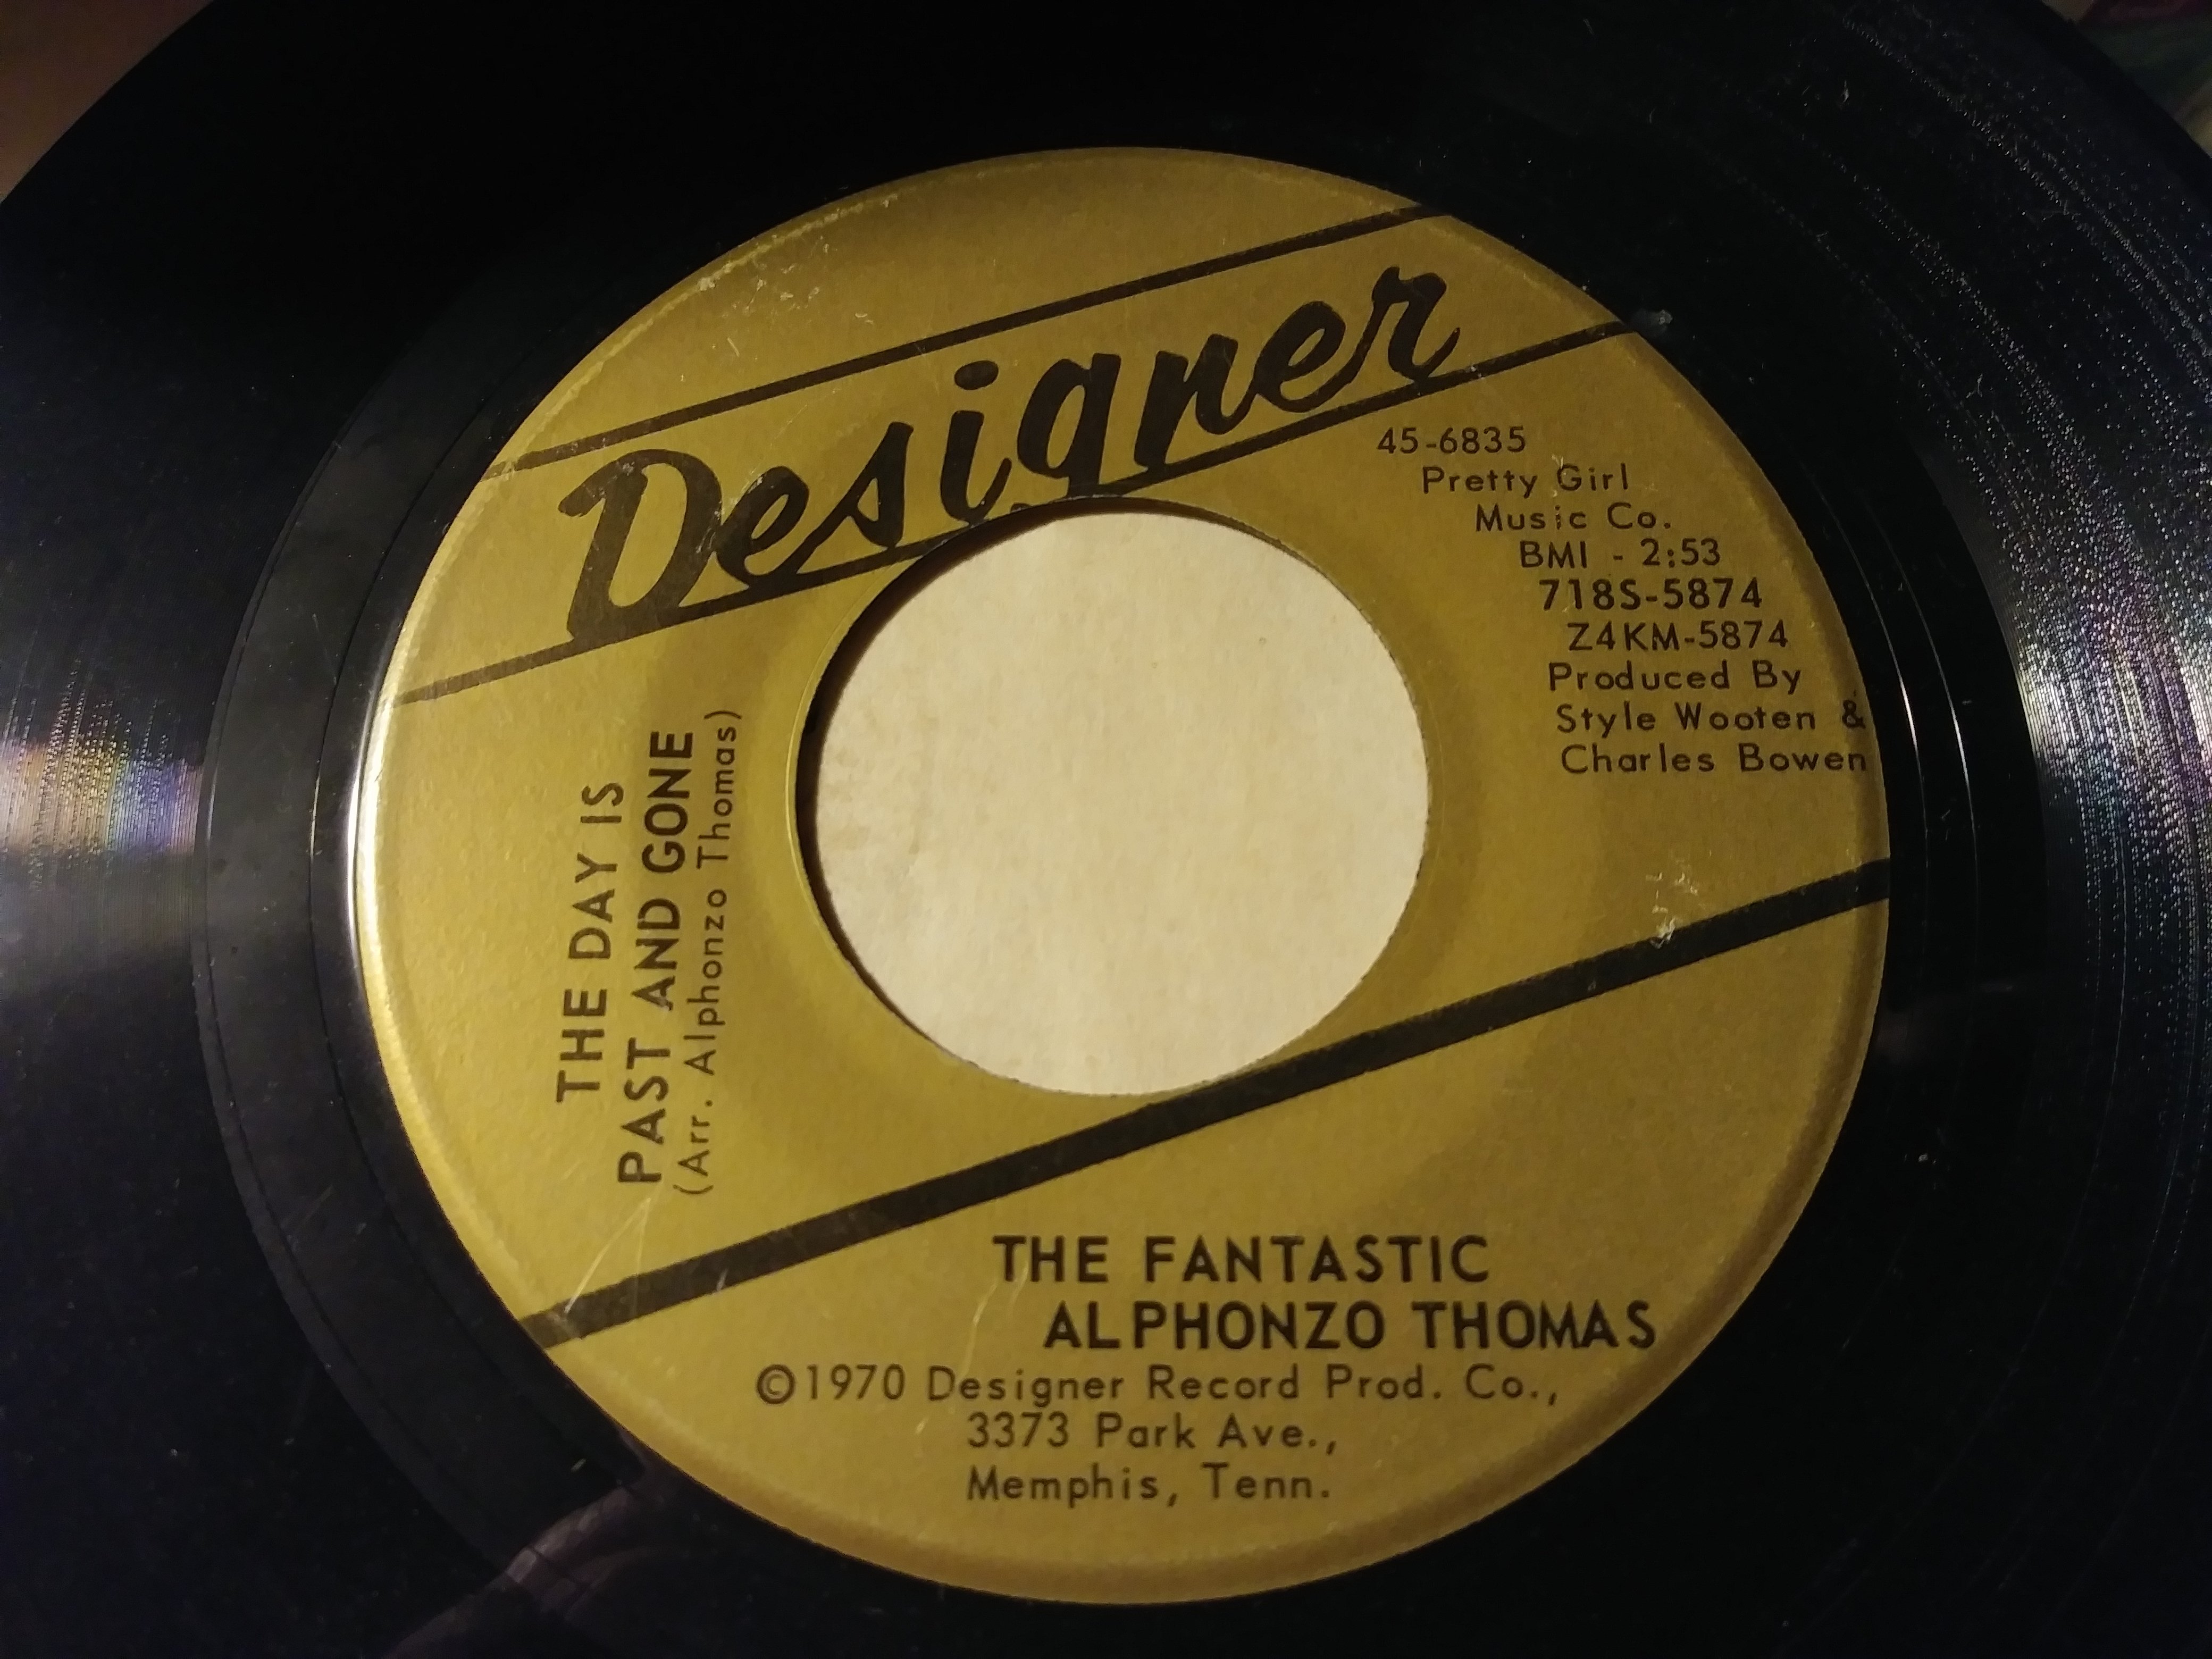 Designer
45-6835
Pretty Girl
Music Co.
BMI - 2:53
718S-5874
Z4KM-5874
Produced By
Style Wooten &
Charles Bowen
THE DAY IS
PAST AND GONE
(Arr. Alphonzo Thomas)
THE FANTASTIC
ALPHONZO THOMAS
©1970 Designer Record Prod. Co.,
3373 Park Ave.,
Memphis, Tenn.